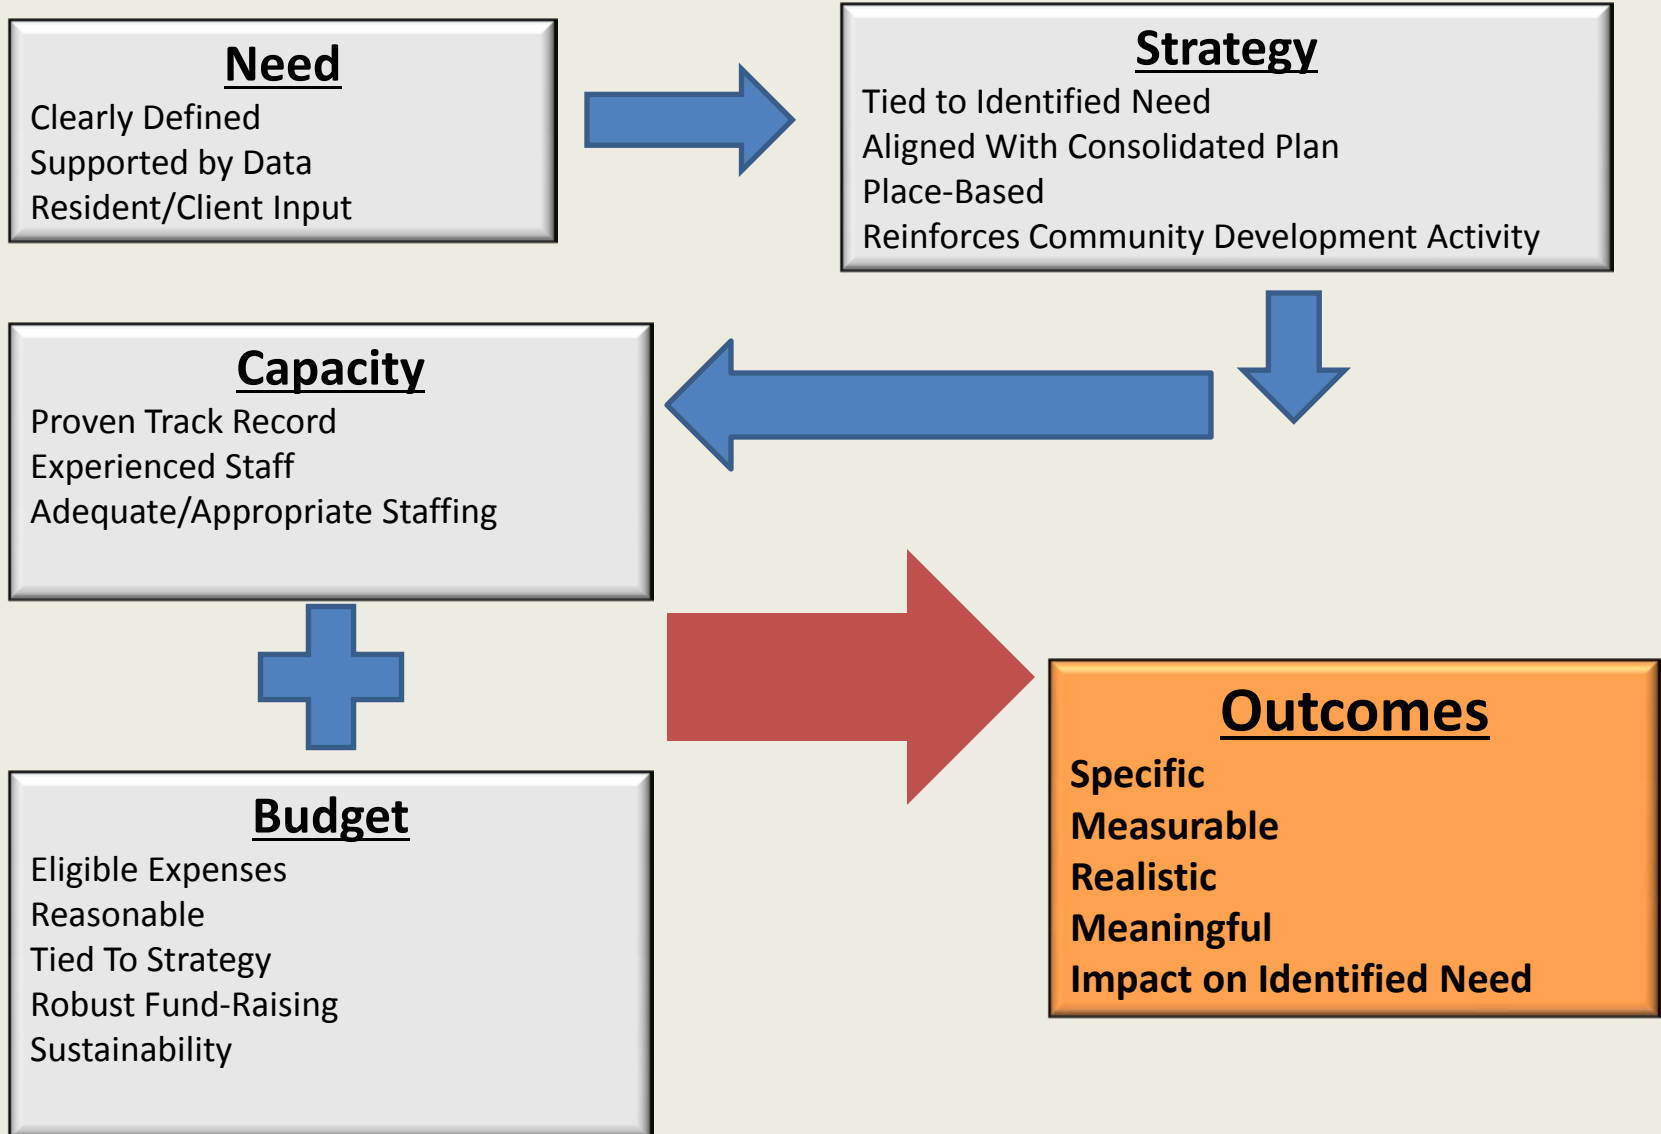 Need
Clearly Defined
Supported by Data
Resident/Client Input
Strategy
Tied to Identified Need
Aligned With Consolidated Plan
Place-Based
Reinforces Community Development Activity
Capacity
Proven Track Record
Experienced Staff
Adequate/Appropriate Staffing
Budget
Eligible Expenses
Reasonable
Tied To Strategy
Robust Fund-Raising
Sustainability
Outcomes
Specific
Measurable
Realistic
Meaningful
Impact on Identified Need